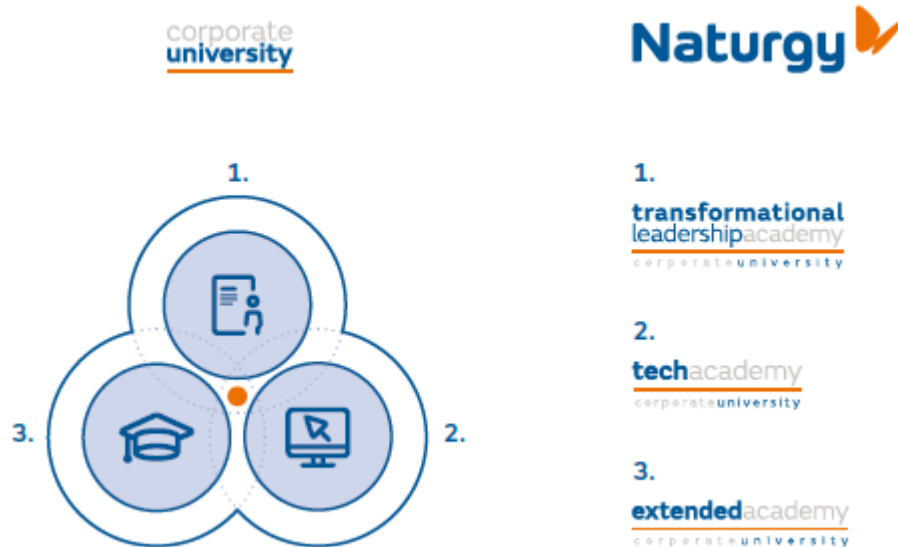 corporate
university
Naturgy
1.
3.
2.
1.
transformational
leadershipacademy
corporateuniversity
2.
techacademy
corporateuniversity
3.
extendedacademy
corporateuniversity